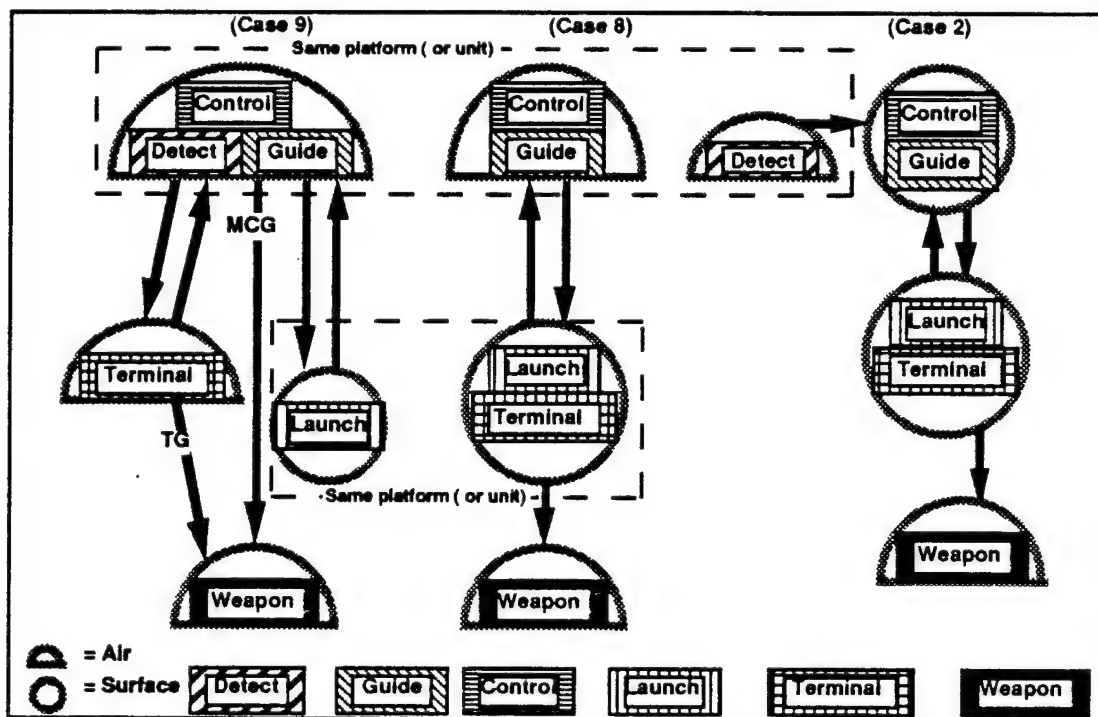 (Case 9)
(Case 8)
(Case 2)
Same platform ( or unit)
Control
Detect
Guide
Control
Guide
Detect
Control
Guide
MCG
Terminal
TG
Launch
Launch
Terminal
Launch
Terminal
Same platform ( or unit)
Weapon
Weapon
Weapon
= Air
= Surface
Detect
Guide
Control
Launch
Terminal
Weapon